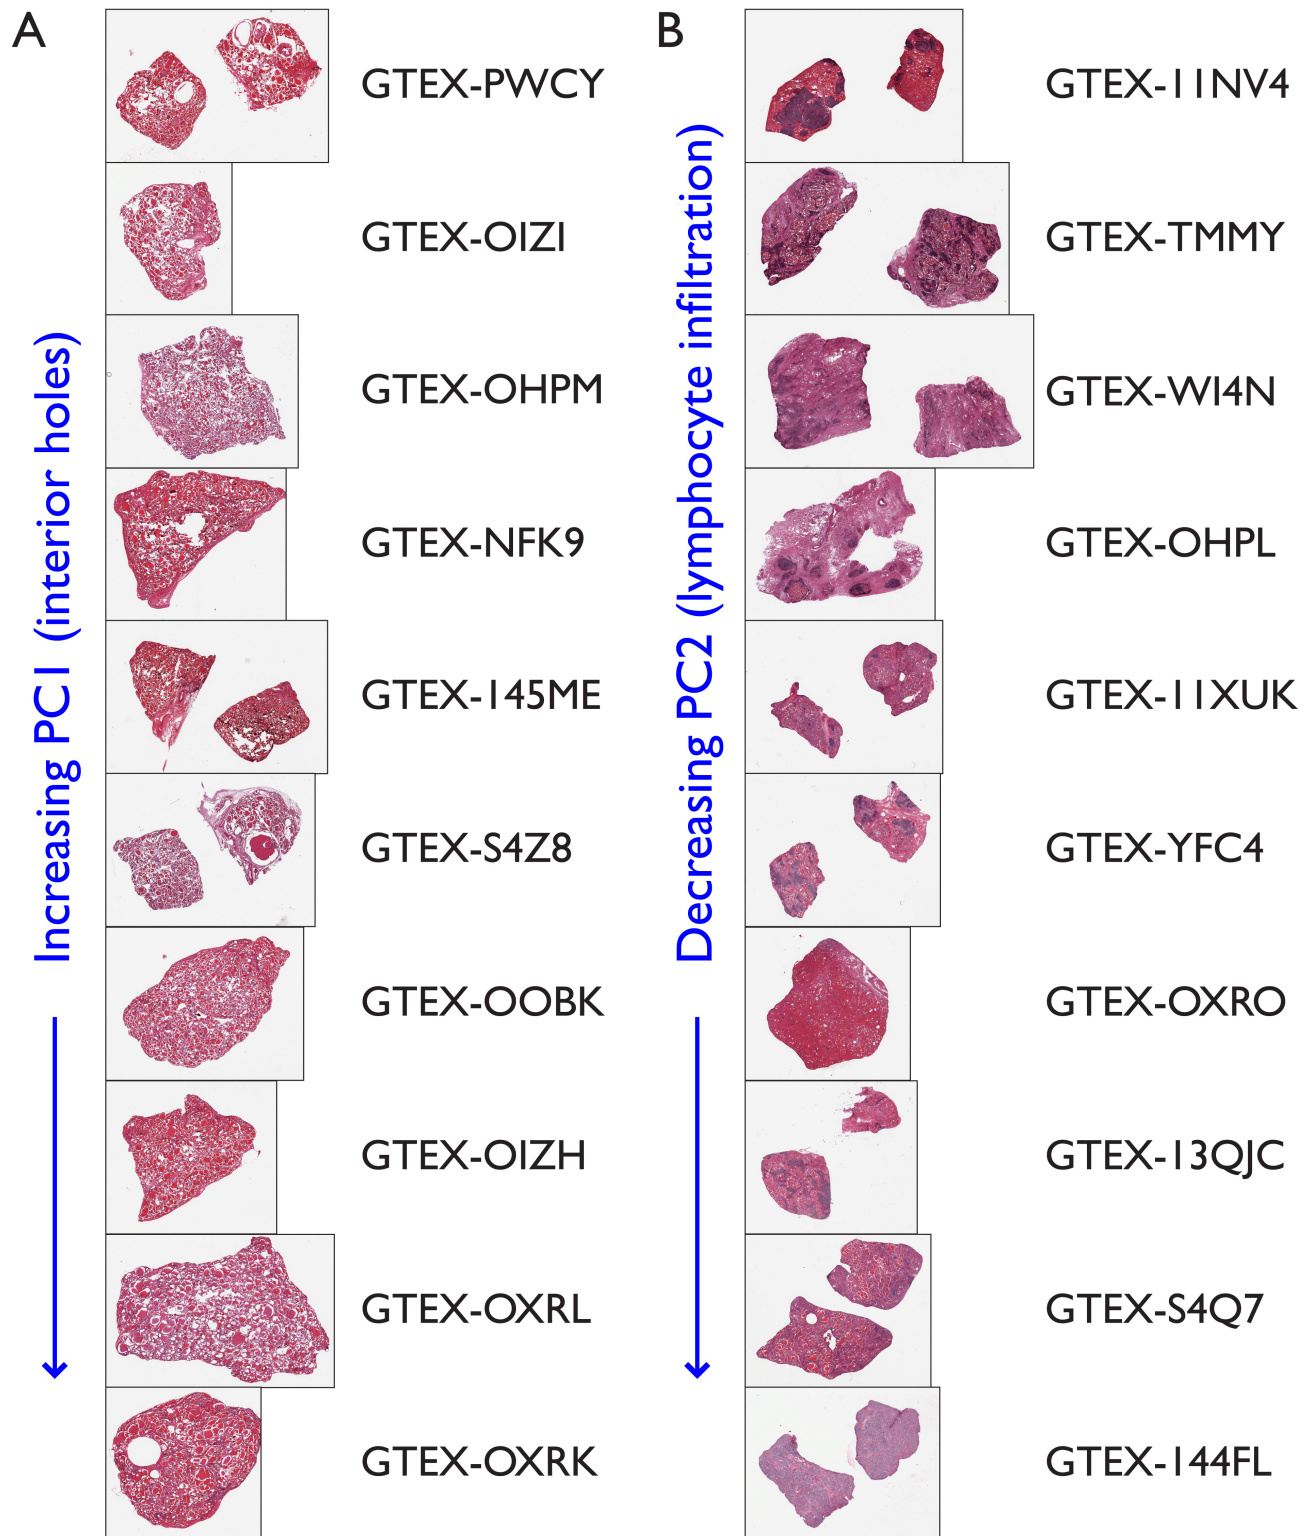 A
Increasing PC1 (interior holes)
GTEX-PWCY
GTEX-OIZI
GTEX-OHPM
GTEX-NFK9
GTEX-145ME
GTEX-S4Z8
GTEX-OOBK
GTEX-OIZH
GTEX-OXRL
GTEX-OXRK
B
Decreasing PC2 (lymphocyte infiltration)
GTEX-11NV4
GTEX-TMMY
GTEX-WI4N
GTEX-OHPL
GTEX-11XUK
GTEX-YFC4
GTEX-OXRO
GTEX-13QJC
GTEX-S4Q7
GTEX-144FL